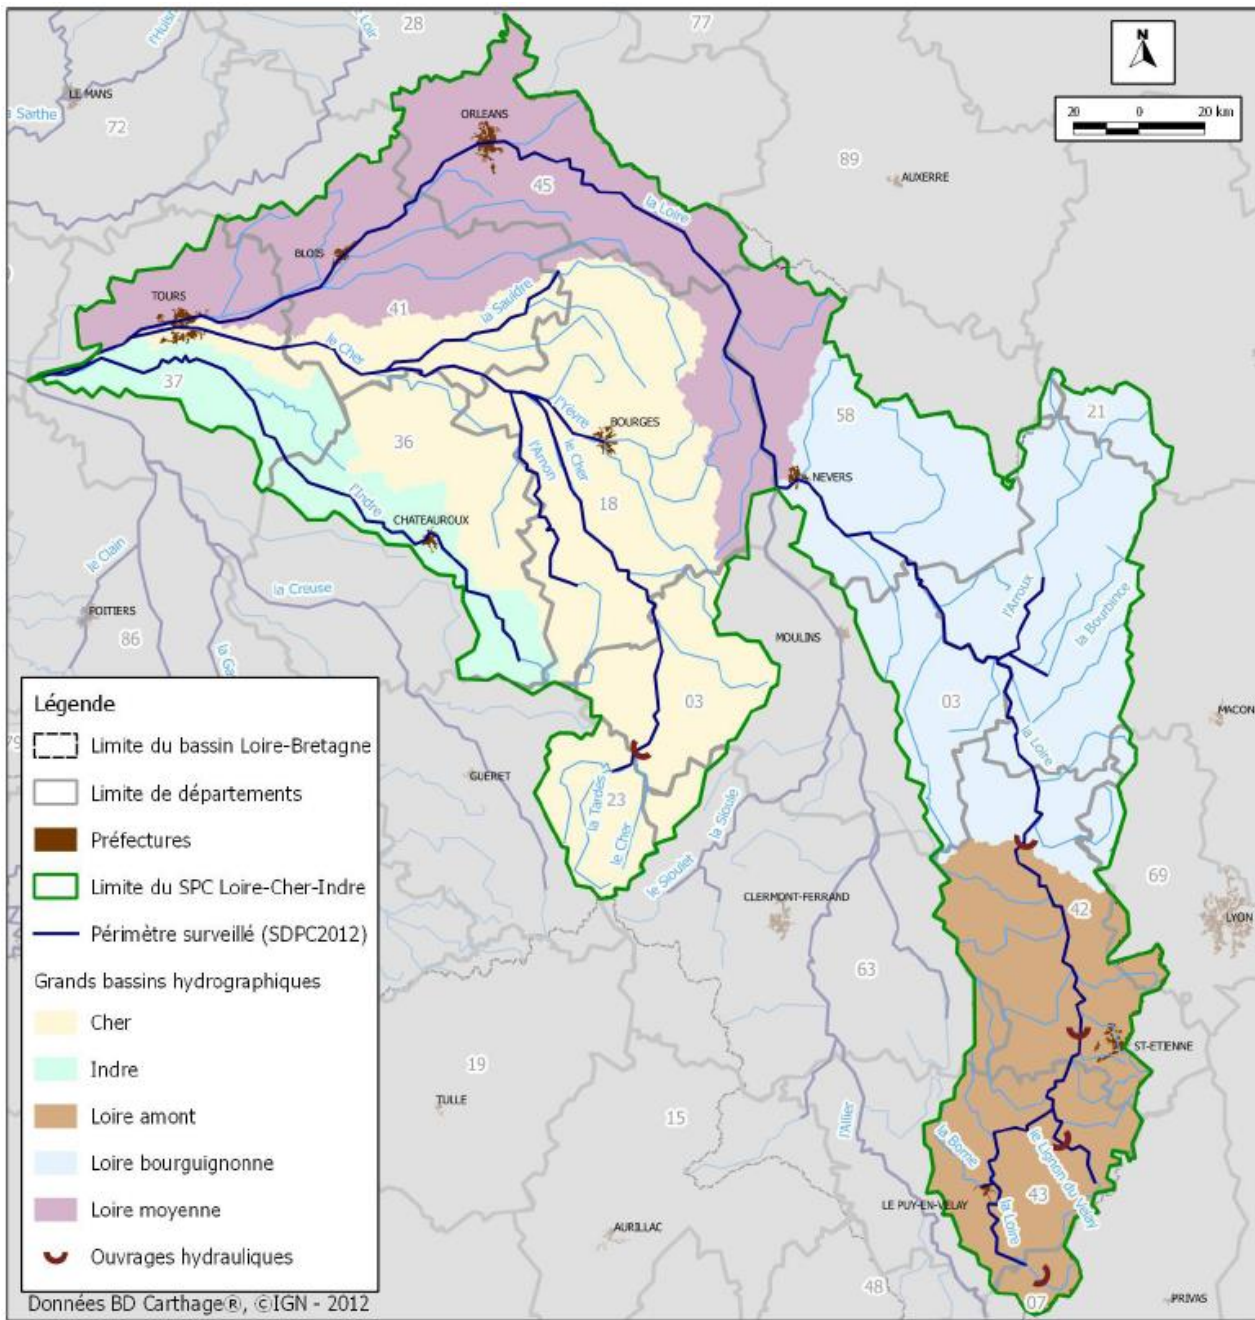 28
77
l'Huisne
le Loir
N
LE MANS
la Sarthe
72
ORLEANS
20 0 20 km
89
AUXERRE
45
la Loire
BLOIS
TOURS
41
la Sauldre
le Cher
37
58
21
36
l'Yèvre
BOURGES
l'Arnon
le Cher
NEVERS
18
l'Indre
CHATEAUROUX
le Clain
la Creuse
l'Arroux
la Bourbince
POITIERS
86
MOULINS
la Ga
03
03
la Loire
MACON
79
GUERET
23
la Tardes
le Cher
la Sioule
le Sioulet
CLERMONT-FERRAND
69
LYON
42
63
ST-ETIENNE
19
TULLE
15
l'Allier
la Borne
le Lignon du Velay
43
LE PUY-EN-VELAY
la Loire
AURILLAC
48
07
PRIVAS
Légende
Limite du bassin Loire-Bretagne
Limite de départements
Préfectures
Limite du SPC Loire-Cher-Indre
Périmètre surveillé (SDPC2012)
Grands bassins hydrographiques
Cher
Indre
Loire amont
Loire bourguignonne
Loire moyenne
Ouvrages hydrauliques
Données BD Carthage®, ©IGN - 2012